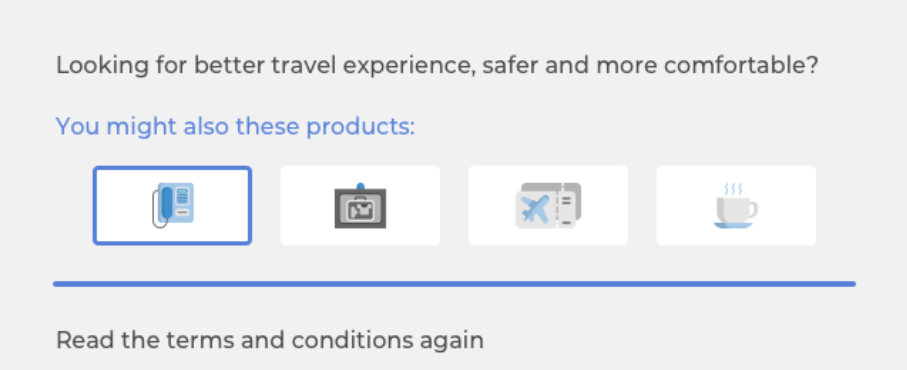 Looking for better travel experience, safer and more comfortable?
You might also these products:
Read the terms and conditions again